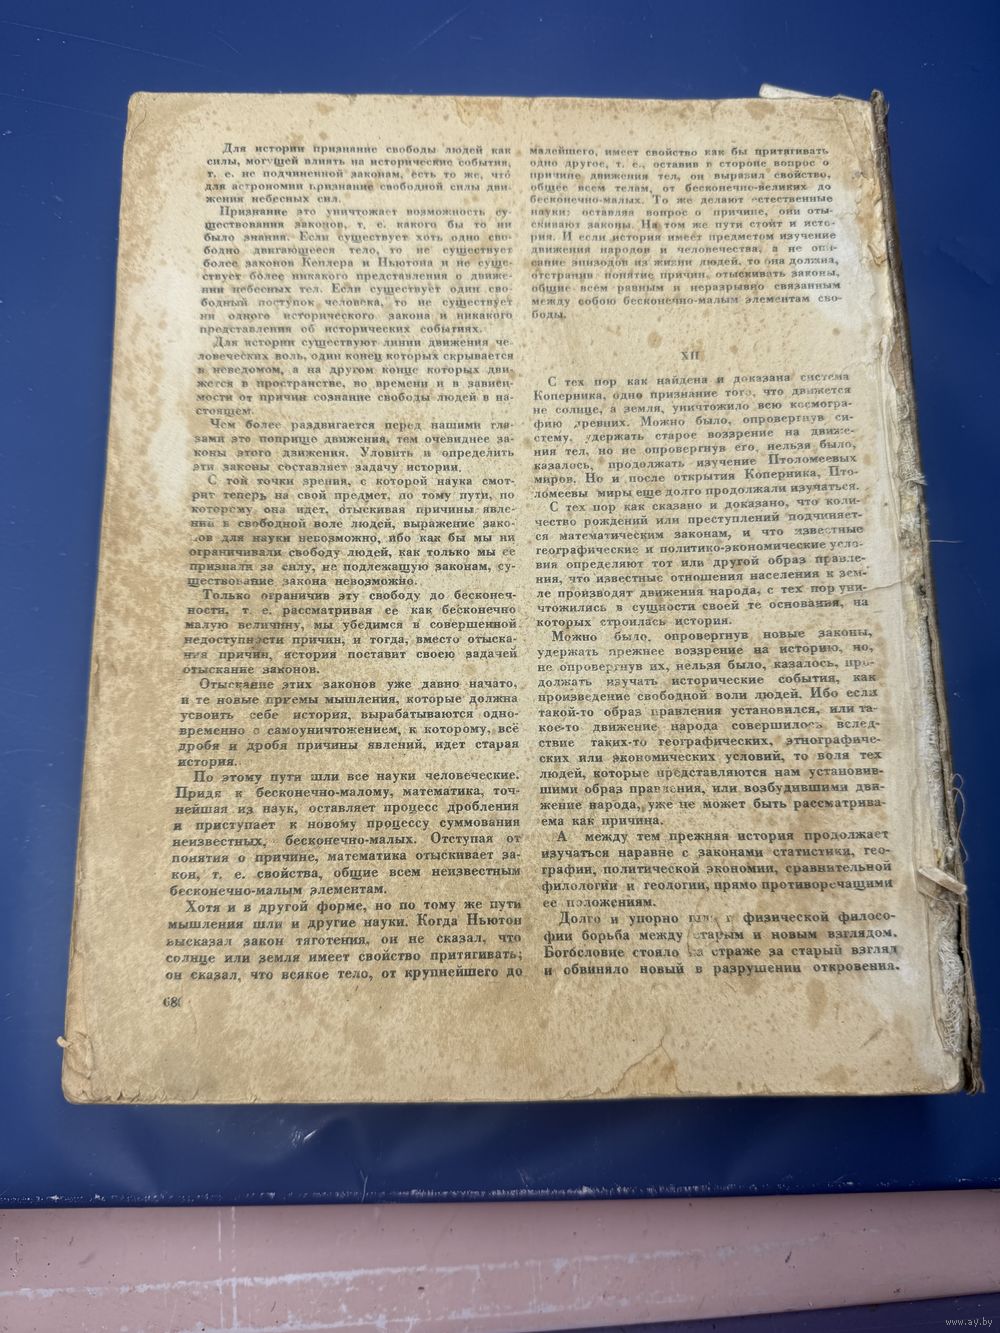 Для истории признание свободы людей как
силы, могущей влиять на исторические события,
т. е. не подчиненной законам, есть то же, что́
для астрономии признание свободной силы дви-
жения небесных сил.
Признание это уничтожает возможность су-
ществования законов, т. е. какого бы то ни
было знания. Если существует хоть одно сво-
бодно двигающееся тело, то не существует
более законов Кеплера и Ньютона и не суще-
ствует более никакого представления о движе-
нии небесных тел. Если существует один сво-
бодный поступок человека, то не существует
ни одного исторического закона и никакого
представления об исторических событиях.
Для истории существуют линии движения че-
ловеческих воль, один конец которых скрывается
в неведомом, а на другом конце которых дви-
жется в пространстве, во времени и в зависи-
мости от причин сознание свободы людей в на-
стоящем.
Чем более раздвигается перед нашими гла-
зами это поприще движения, тем очевиднее за-
коны этого движения. Уловить и определить
эти законы составляет задачу истории.
С той точки зрения, с которой наука смот-
рит теперь на свой предмет, по тому пути, по
которому она идет, отыскивая причины явле-
ний в свободной воле людей, выражение зако-
нов для науки невозможно, ибо как бы мы ни
ограничивали свободу людей, как только мы ее
признали за силу, не подлежащую законам, су-
ществование закона невозможно.
Только ограничив эту свободу до бесконеч-
ности, т. е. рассматривая ее как бесконечно
малую величину, мы убедимся в совершенной
недоступности причин, и тогда, вместо отыска-
ния причин, история поставит своею задачей
отыскание законов.
Отыскание этих законов уже давно начато,
и те новые приемы мышления, которые должна
усвоить себе история, вырабатываются одно-
временно с самоуничтожением, к которому, всё
дробя и дробя причины явлений, идет старая
история.
По этому пути шли все науки человеческие.
Придя к бесконечно-малому, математика, точ-
нейшая из наук, оставляет процесс дробления
и приступает к новому процессу суммования
неизвестных, бесконечно-малых. Отступая от
понятия о причине, математика отыскивает за-
кон, т. е. свойства, общие всем неизвестным
бесконечно-малым элементам.
Хотя и в другой форме, но по тому же пути
мышления шли и другие науки. Когда Ньютон
высказал закон тяготения, он не сказал, что
солнце или земля имеет свойство притягивать;
он сказал, что всякое тело, от крупнейшего до
68
малейшего, имеет свойство как бы притягивать
одно другое, т. е., оставив в стороне вопрос о
причине движения тел, он выразил свойство,
общее всем телам, от бесконечно-великих до
бесконечно-малых. То же делают естественные
науки: оставляя вопрос о причине, они оты-
скивают законы. На том же пути стоит и исто-
рия. И если история имеет предметом изучение
движения народов и человечества, а не опи-
сание эпизодов из жизни людей, то она должна,
отстранив понятие причин, отыскивать законы,
общие всем равным и неразрывно связанным
между собою бесконечно-малым элементам сво-
боды.
XII
С тех пор как найдена и доказана система
Коперника, одно признание того, что движется
не солнце, а земля, уничтожило всю космогра-
фию древних. Можно было, опровергнув си-
стему, удержать старое воззрение на движе-
ния тел, но не опровергнув его, нельзя было,
казалось, продолжать изучение Птоломеевых
миров. Но и после открытия Коперника, Пто-
ломеевы миры еще долго продолжали изучаться.
С тех пор как сказано и доказано, что коли-
чество рождений или преступлений подчиняет-
ся математическим законам, и что известные
географические и политико-экономические усло-
вия определяют тот или другой образ правле-
ния, что известные отношения населения к зем-
ле производят движения народа, с тех пор уни-
чтожились в сущности своей те основания, на
которых строилась история.
Можно было, опровергнув новые законы,
удержать прежнее воззрение на историю, но,
не опровергнув их, нельзя было, казалось, про-
должать изучать исторические события, как
произведение свободной воли людей. Ибо если
такой-то образ правления установился, или та-
кое-то движение народа совершилось вслед-
ствие таких-то географических, этнографиче-
ских или экономических условий, то воля тех
людей, которые представляются нам установив-
шими образ правления, или возбудившими дви-
жение народа, уже не может быть рассматрива-
ема как причина.
А между тем прежняя история продолжает
изучаться наравне с законами статистики, гео-
графии, политической экономии, сравнительной
филологии и геологии, прямо противоречащими
ее положениям.
Долго и упорно шла в физической филосо-
фии борьба между старым и новым взглядом.
Богословие стояло на страже за старый взгляд
и обвиняло новый в разрушении откровения.
www.ay.by